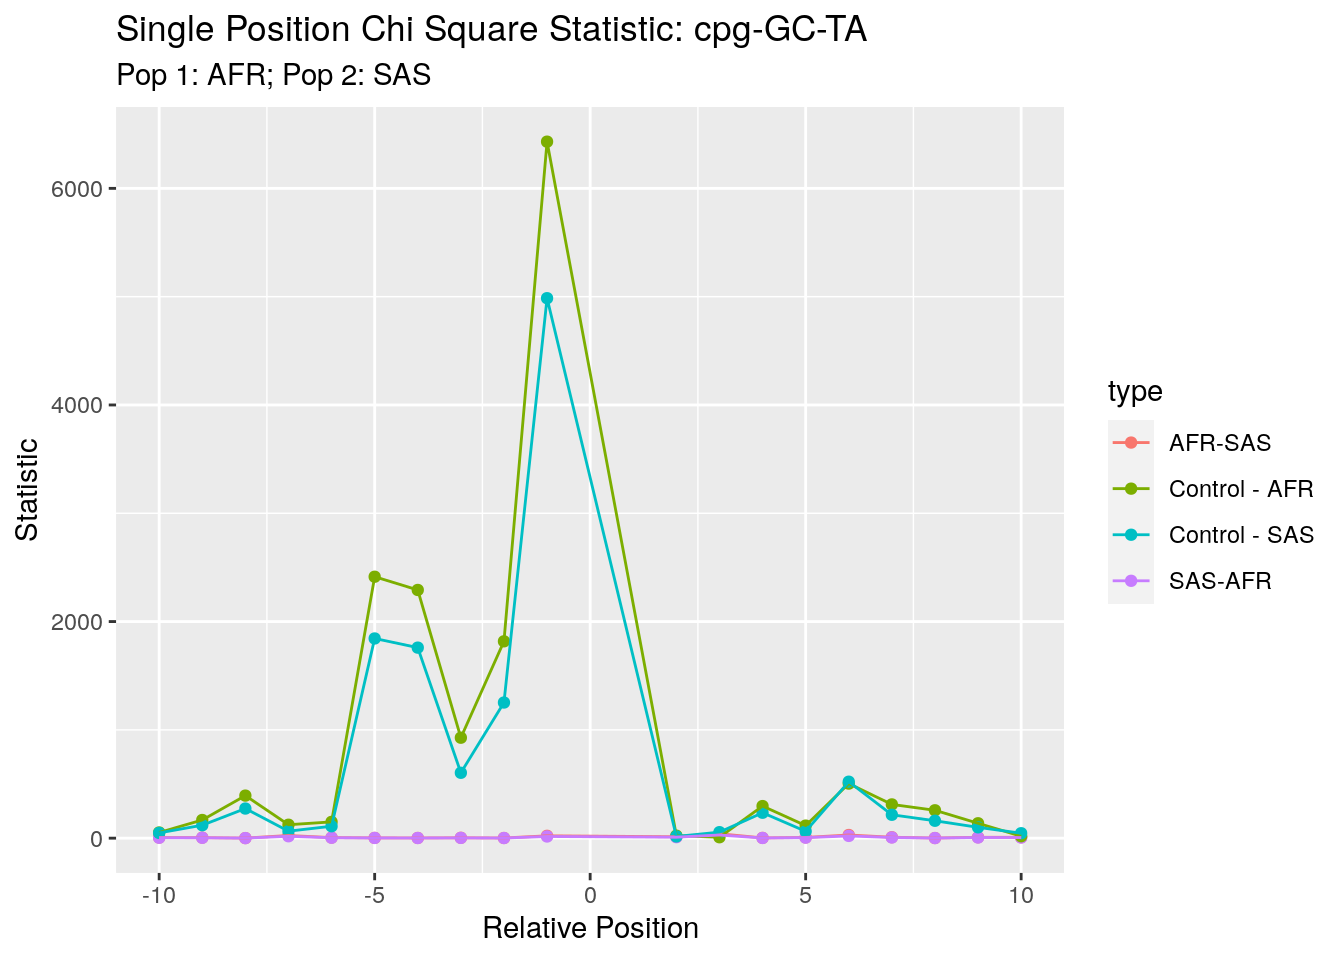 Single Position Chi Square Statistic: cpg-GC-TA
Pop 1: AFR; Pop 2: SAS
6000
4000
2000
0
Statistic
-10
-5
0
5
10
Relative Position
type
AFR-SAS
Control - AFR
Control - SAS
SAS-AFR